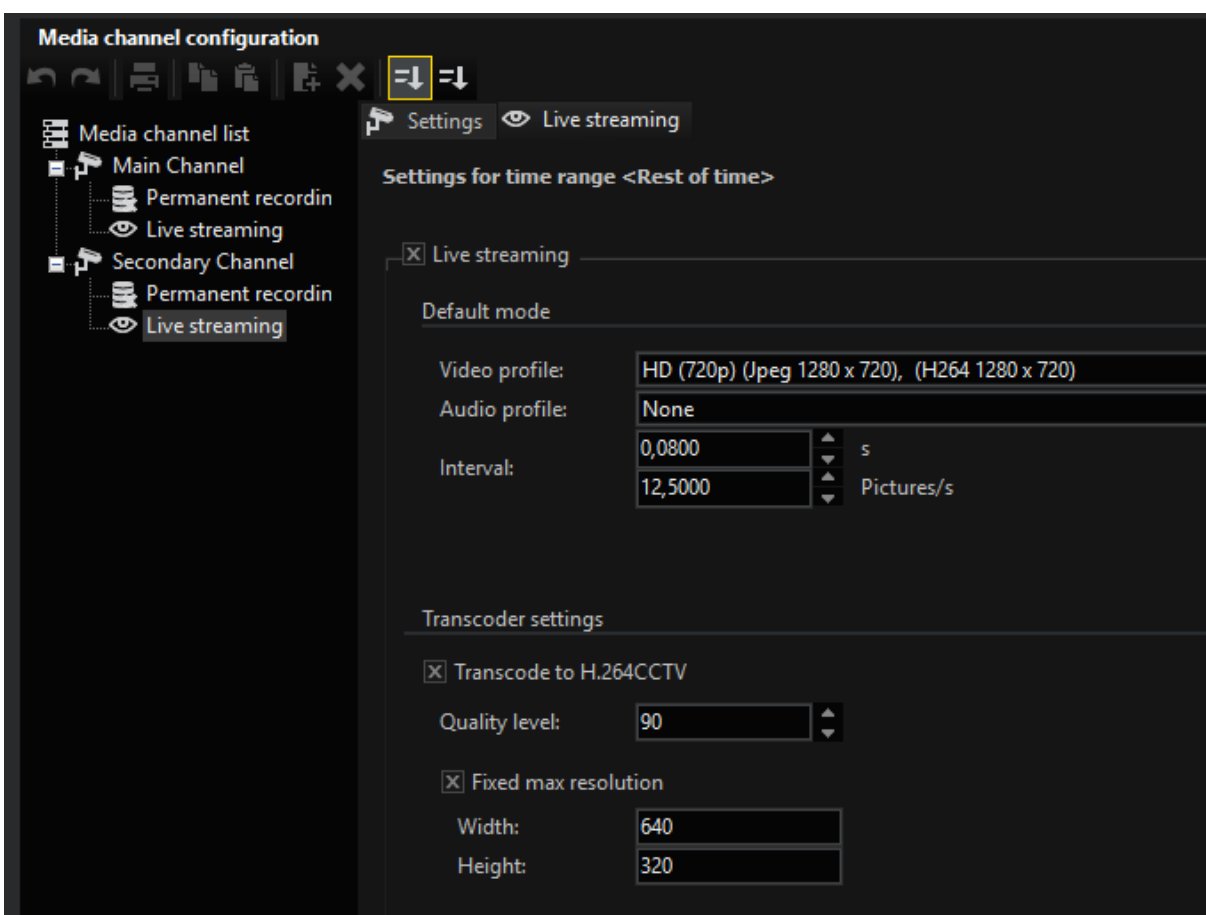 Media channel configuration
Media channel list
Main Channel
Permanent recordin
Live streaming
Secondary Channel
Permanent recordin
Live streaming
Settings
Live streaming
Settings for time range <Rest of time>
Live streaming
Default mode
Video profile: HD (720p) (Jpeg 1280 x 720), (H264 1280 x 720)
Audio profile: None
Interval:
0,0800 s
12,5000 Pictures/s
Transcoder settings
Transcode to H.264CCTV
Quality level: 90
Fixed max resolution
Width: 640
Height: 320